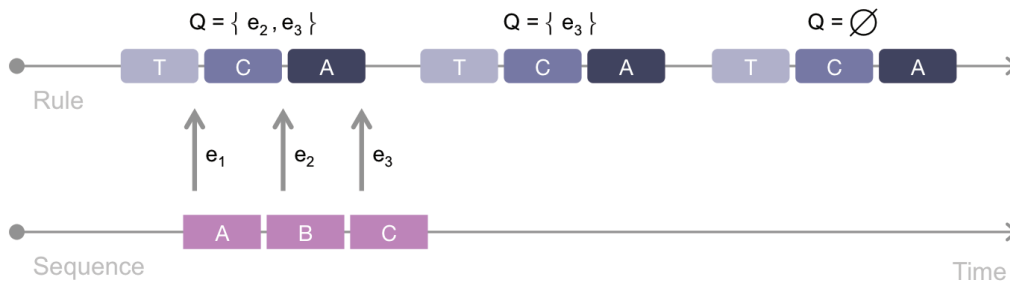 Q = { e₂ , e₃ }
Q = { e₃ }
Q = ∅
T C A
T C A
T C A
Rule
e₁
e₂
e₃
A B C
Sequence
Time